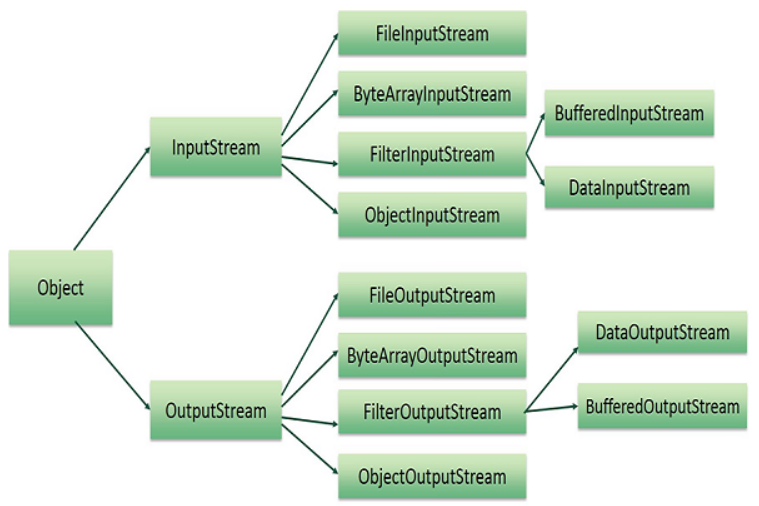 FileInputStream
ByteArrayInputStream
BufferedInputStream
InputStream
FilterInputStream
DataInputStream
ObjectInputStream
Object
FileOutputStream
DataOutputStream
ByteArrayOutputStream
OutputStream
FilterOutputStream
BufferedOutputStream
ObjectOutputStream